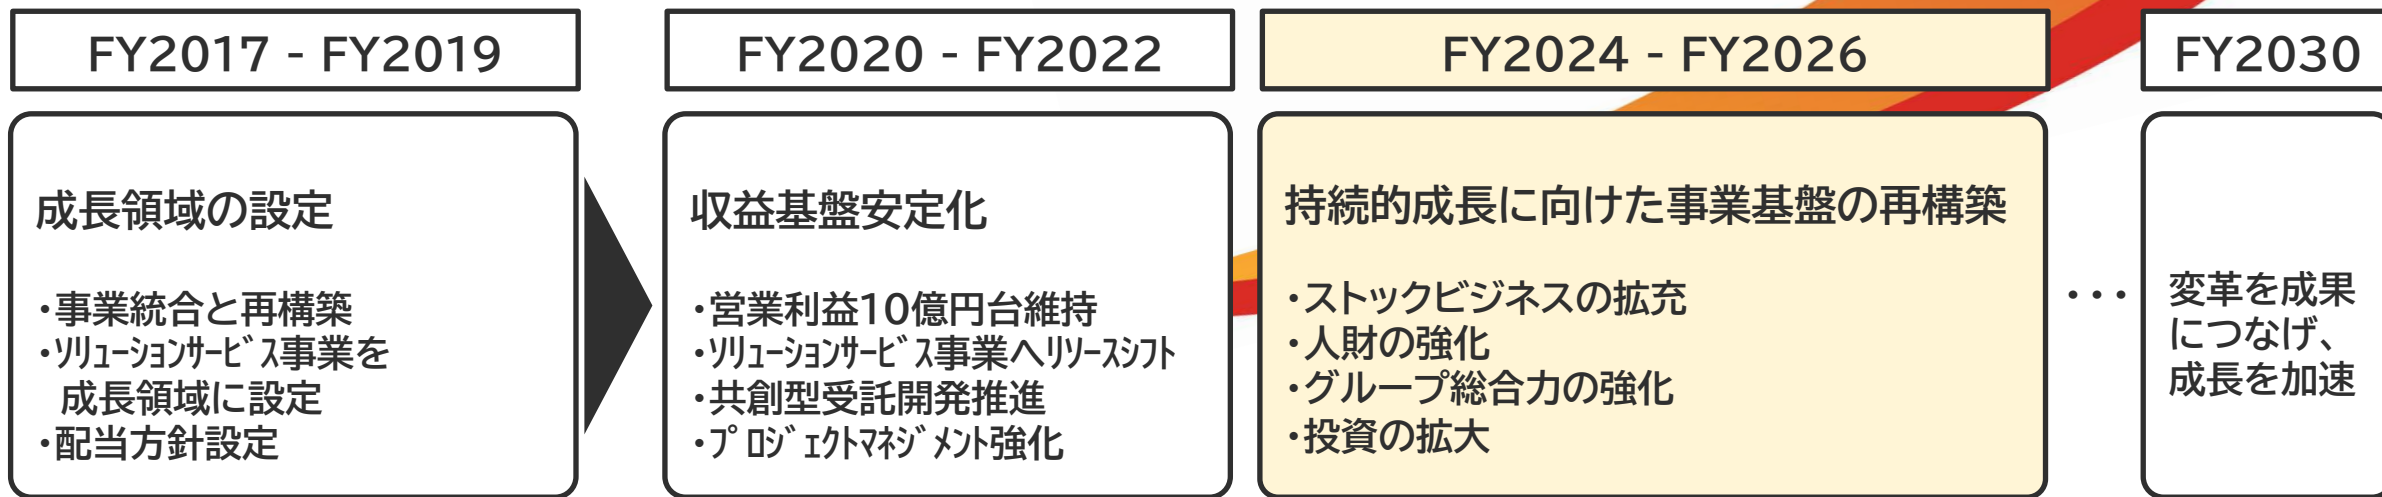 FY2017 - FY2019
成長領域の設定
・事業統合と再構築
・ｿﾘｭｰｼｮﾝｻｰﾋﾞｽ事業を
成長領域に設定
・配当方針設定
FY2020 - FY2022
収益基盤安定化
・営業利益10億円台維持
・ｿﾘｭｰｼｮﾝｻｰﾋﾞｽ事業へﾘｿｰｽｼﾌﾄ
・共創型受託開発推進
・ﾌﾟﾛｼﾞｪｸﾄﾏﾈｼﾞﾒﾝﾄ強化
FY2024 - FY2026
持続的成長に向けた事業基盤の再構築
・ストックビジネスの拡充
・人財の強化
・グループ総合力の強化
・投資の拡大
・・・
FY2030
変革を成果
につなげ、
成長を加速